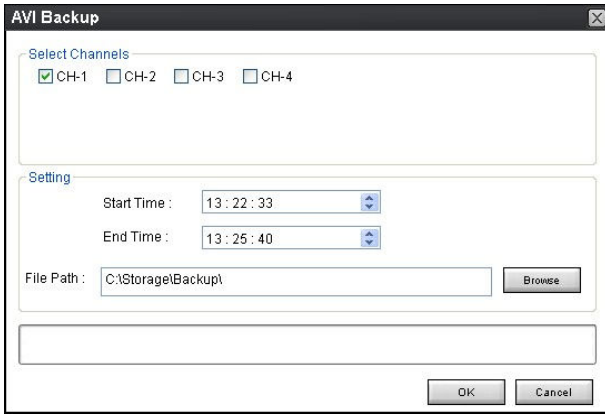 AVI Backup
Select Channels
CH-1 CH-2 CH-3 CH-4
Setting
Start Time : 13 : 22 : 33
End Time : 13 : 25 : 40
File Path : C:\Storage\Backup\ Browse
OK Cancel